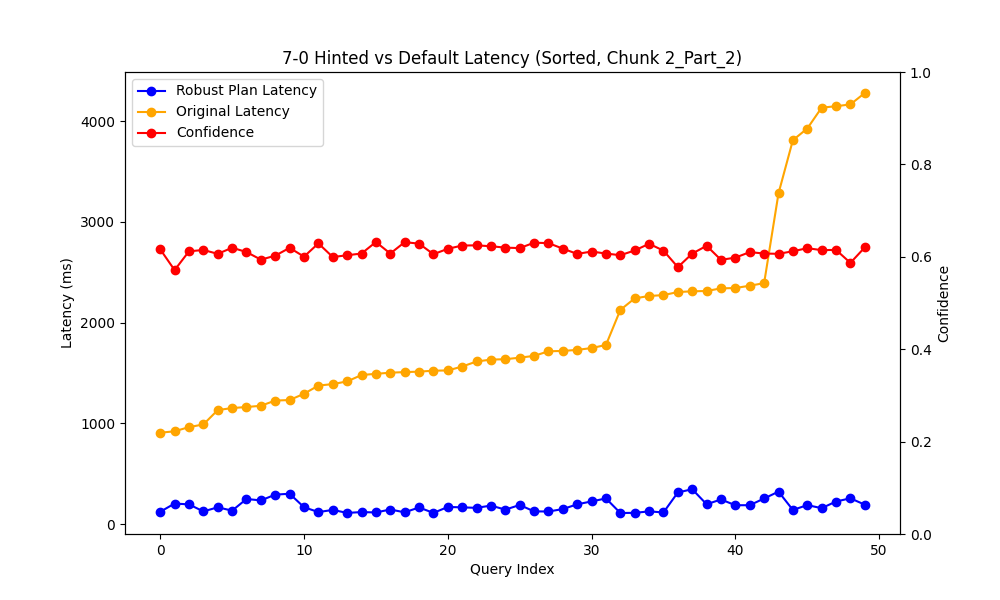 7-0 Hinted vs Default Latency (Sorted, Chunk 2_Part_2)
Robust Plan Latency
Original Latency
Confidence
Latency (ms)
4000
3000
2000
1000
0
1.0
0.8
0.6
0.4
0.2
0.0
Confidence
0 10 20 30 40 50
Query Index